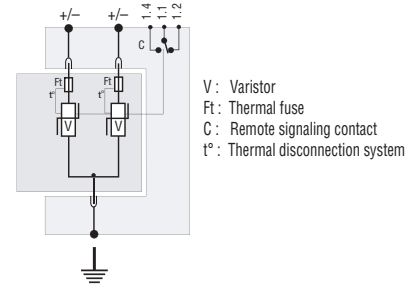 +/– +/– 1.4 1.1 1.2
C
Ft Ft
t° t°
V V
V : Varistor
Ft : Thermal fuse
C : Remote signaling contact
t° : Thermal disconnection system